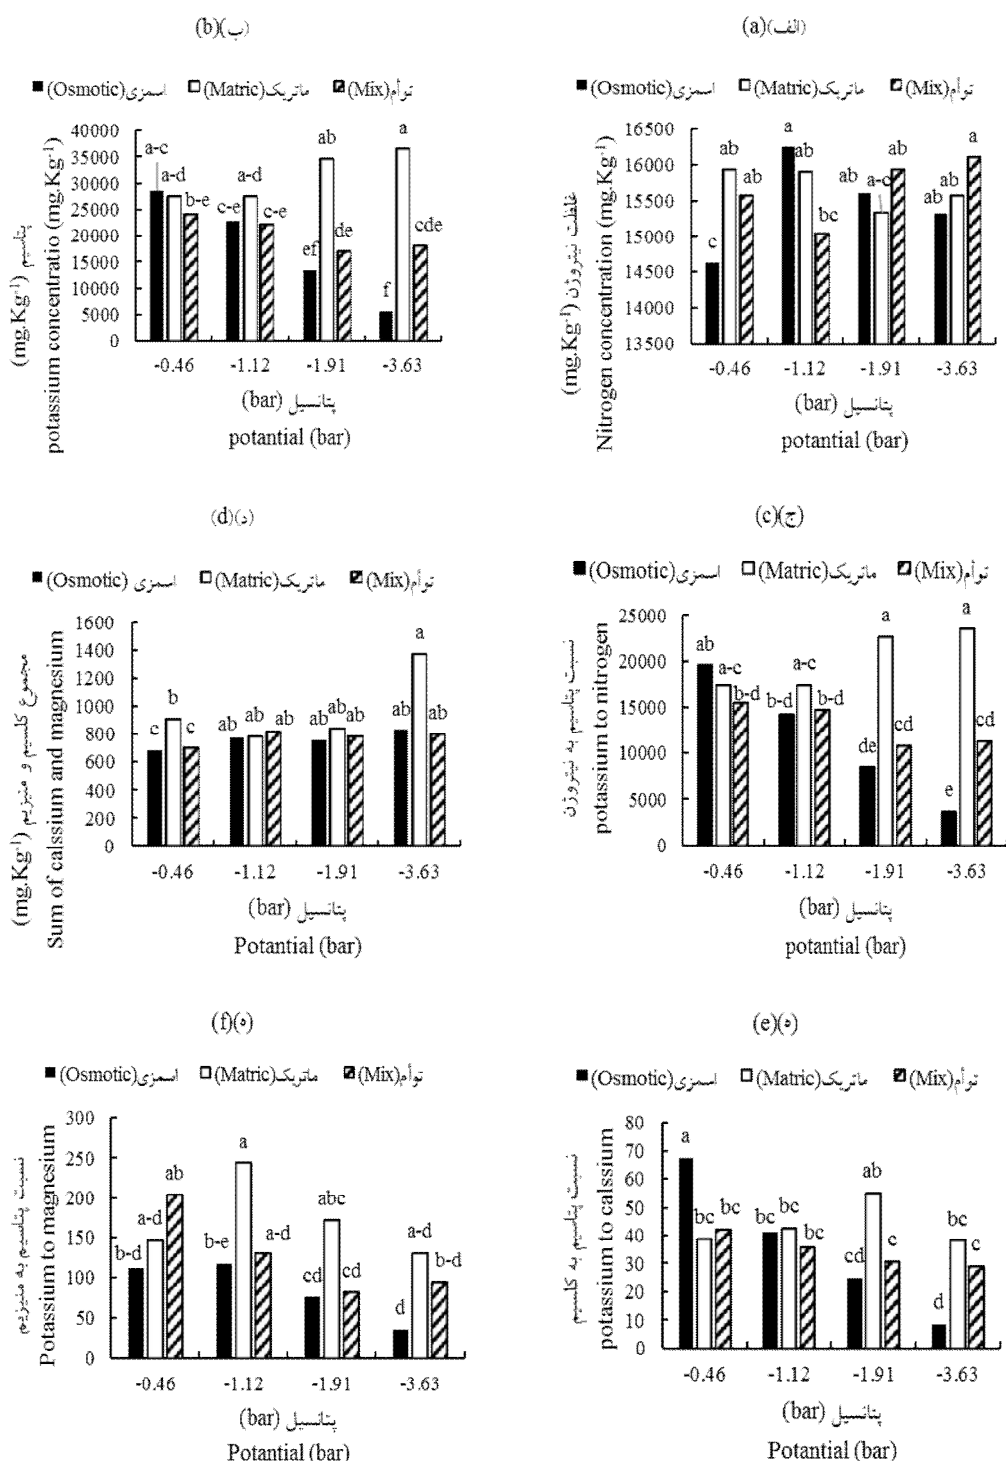 (ب)(b)
■(Osmotic)اسمزی □(Matric)ماتریک (Mix)توأم
پتاسیم (mg.Kg-1)
potassium concentratio (mg.Kg-1)
40000
35000
30000
25000
20000
15000
10000
5000
0
a-c
a-d
b-e
c-e
a-d
c-e
ef
ab
de
f
a
cde
-0.46 -1.12 -1.91 -3.63
پتانسیل (bar)
potantial (bar)
(الف)(a)
■(Osmotic)اسمزی □(Matric)ماتریک (Mix)توأم
غلظت نیتروژن (mg.Kg-1)
Nitrogen concentration (mg.Kg-1)
16500
16000
15500
15000
14500
14000
13500
c
ab
ab
a
ab
bc
ab
a-c
ab
ab
ab
a
-0.46 -1.12 -1.91 -3.63
پتانسیل (bar)
potantial (bar)
(د)(d)
■(Osmotic) اسمزی □(Matric)ماتریک (Mix)توأم
مجموع کلسیم و منیزیم (mg.Kg-1)
Sum of calssium and magnesium
1600
1400
1200
1000
800
600
400
200
0
c
b
c
ab
ab
ab
ab
ab
ab
ab
a
ab
-0.46 -1.12 -1.91 -3.63
پتانسیل (bar)
Potantial (bar)
(ج)(c)
■(Osmotic)اسمزی □(Matric)ماتریک (Mix)توأم
نسبت پتاسیم به نیتروژن
potassium to nitrogen
25000
20000
15000
10000
5000
0
ab
a-c
b-d
b-d
a-c
b-d
de
a
cd
e
a
cd
-0.46 -1.12 -1.91 -3.63
پتانسیل (bar)
potantial (bar)
(ه)(f)
■(Osmotic)اسمزی □(Matric)ماتریک (Mix)توأم
نسبت پتاسیم به منیزیم
Potassium to magnesium
300
250
200
150
100
50
0
b-d
a-d
ab
b-e
a
a-d
cd
abc
cd
d
a-d
b-d
-0.46 -1.12 -1.91 -3.63
پتانسیل (bar)
Potantial (bar)
(ه)(e)
■(Osmotic)اسمزی □(Matric)ماتریک (Mix)توأم
نسبت پتاسیم به کلسیم
potassium to calssium
80
70
60
50
40
30
20
10
0
a
bc
bc
bc
bc
bc
cd
ab
c
d
bc
c
-0.46 -1.12 -1.91 -3.63
پتانسیل (bar)
Potantial (bar)